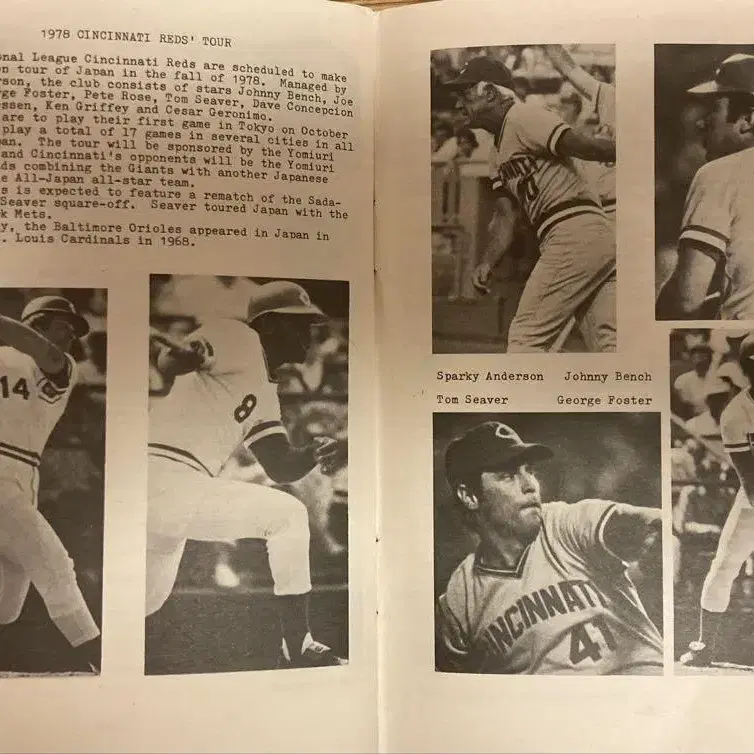 1978 CINCINNATI REDS' TOUR
onal League Cincinnati Reds are scheduled to make
on tour of Japan in the fall of 1978. Managed by
rson, the club consists of stars Johnny Bench, Joe
rge Foster, Pete Rose, Tom Seaver, Dave Concepcion
essen, Ken Griffey and Cesar Geronimo.
are to play their first game in Tokyo on October
play a total of 17 games in several cities in all
pan. The tour will be sponsored by the Yomiuri
and Cincinnati's opponents will be the Yomiuri
ds combining the Giants with another Japanese
e All-Japan all-star team.
s is expected to feature a rematch of the Sada-
Seaver square-off. Seaver toured Japan with the
k Mets.
y, the Baltimore Orioles appeared in Japan in
. Louis Cardinals in 1968.
14
8
Sparky Anderson Johnny Bench
Tom Seaver George Foster
C
CINCINNATI
41